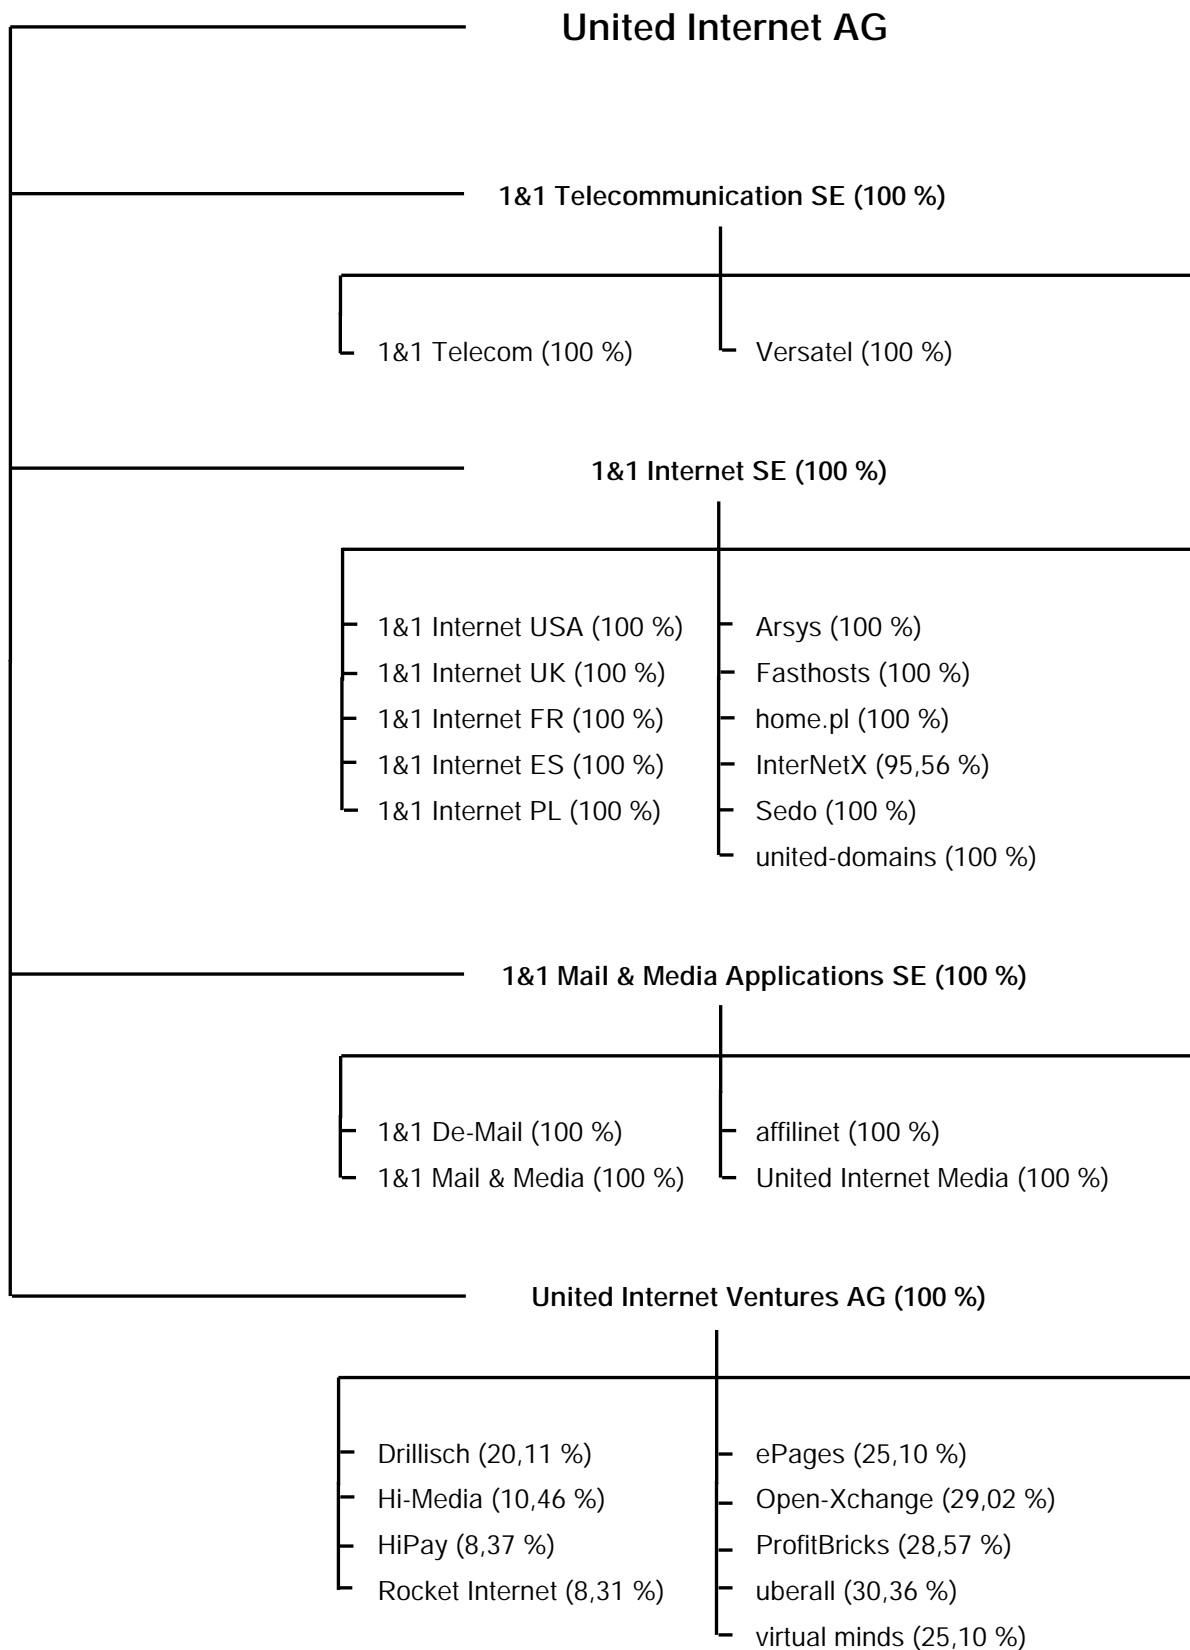 United Internet AG
1&1 Telecommunication SE (100 %)
1&1 Telecom (100 %)
Versatel (100 %)
1&1 Internet SE (100 %)
1&1 Internet USA (100 %)
1&1 Internet UK (100 %)
1&1 Internet FR (100 %)
1&1 Internet ES (100 %)
1&1 Internet PL (100 %)
Arsys (100 %)
Fasthosts (100 %)
home.pl (100 %)
InterNetX (95,56 %)
Sedo (100 %)
united-domains (100 %)
1&1 Mail & Media Applications SE (100 %)
1&1 De-Mail (100 %)
1&1 Mail & Media (100 %)
affilinet (100 %)
United Internet Media (100 %)
United Internet Ventures AG (100 %)
Drillisch (20,11 %)
Hi-Media (10,46 %)
HiPay (8,37 %)
Rocket Internet (8,31 %)
ePages (25,10 %)
Open-Xchange (29,02 %)
ProfitBricks (28,57 %)
uberall (30,36 %)
virtual minds (25,10 %)